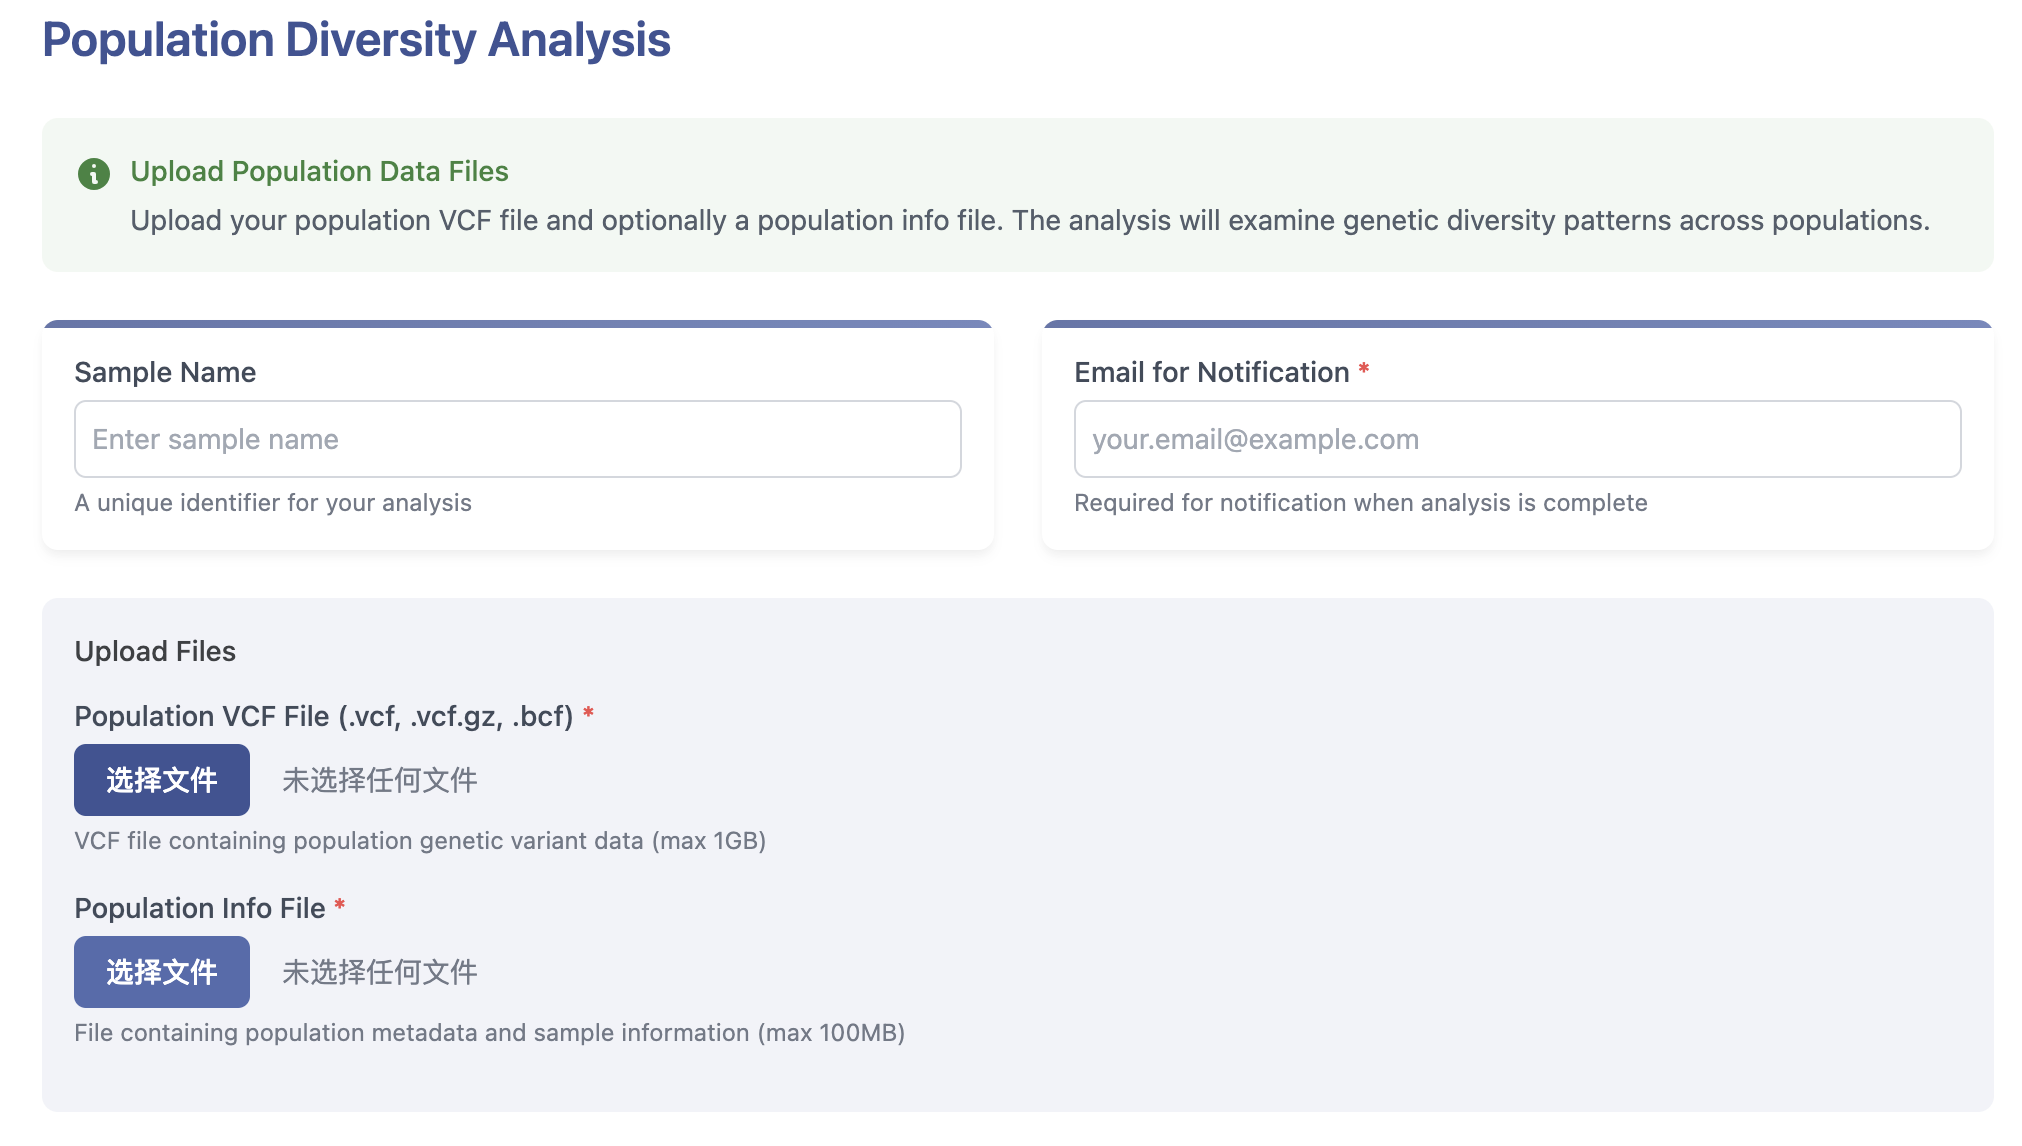 Population Diversity Analysis
Upload Population Data Files
Upload your population VCF file and optionally a population info file. The analysis will examine genetic diversity patterns across populations.
Sample Name
Enter sample name
A unique identifier for your analysis
Email for Notification *
your.email@example.com
Required for notification when analysis is complete
Upload Files
Population VCF File (.vcf, .vcf.gz, .bcf) *
选择文件 未选择任何文件
VCF file containing population genetic variant data (max 1GB)
Population Info File *
选择文件 未选择任何文件
File containing population metadata and sample information (max 100MB)